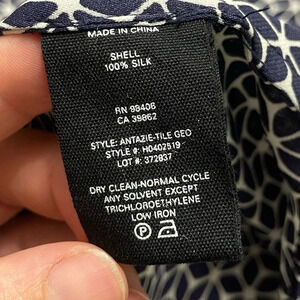 MADE IN CHINA
SHELL
100% SILK
RN 98408
CA 39862
STYLE: ANTAZIE-TILE GEO
STYLE #: H0402519
LOT #: 372837
DRY CLEAN-NORMAL CYCLE
ANY SOLVENT EXCEPT
TRICHLOROETHYLENE
LOW IRON
P